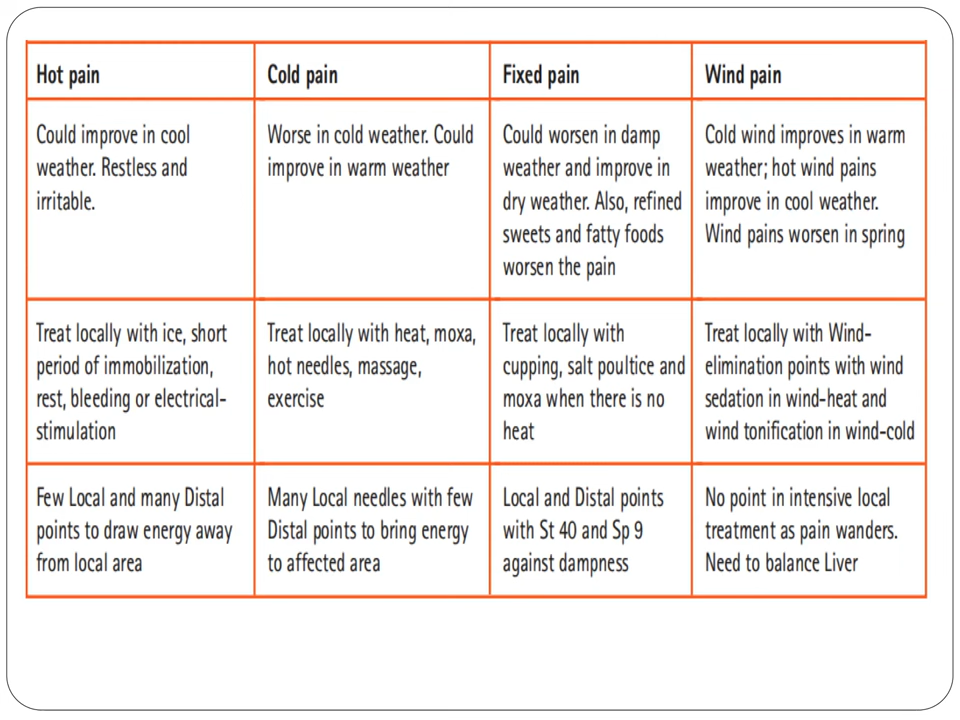 Hot pain
Cold pain
Fixed pain
Wind pain
Could improve in cool
weather. Restless and
irritable.
Worse in cold weather. Could
improve in warm weather
Could worsen in damp
weather and improve in
dry weather. Also, refined
sweets and fatty foods
worsen the pain
Cold wind improves in warm
weather; hot wind pains
improve in cool weather.
Wind pains worsen in spring
Treat locally with ice, short
period of immobilization,
rest, bleeding or electrical-
stimulation
Treat locally with heat, moxa,
hot needles, massage,
exercise
Treat locally with
cupping, salt poultice and
moxa when there is no
heat
Treat locally with Wind-
elimination points with wind
sedation in wind-heat and
wind tonification in wind-cold
Few Local and many Distal
points to draw energy away
from local area
Many Local needles with few
Distal points to bring energy
to affected area
Local and Distal points
with St 40 and Sp 9
against dampness
No point in intensive local
treatment as pain wanders.
Need to balance Liver